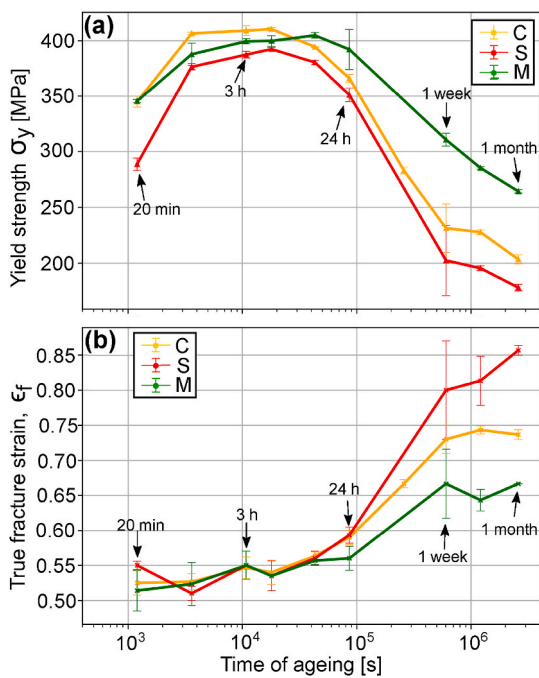 (a)
C
S
M
Yield strength σy [MPa]
400
350
300
250
200
20 min
3 h
24 h
1 week
1 month
(b)
C
S
M
True fracture strain, ϵf
0.85
0.80
0.75
0.70
0.65
0.60
0.55
0.50
20 min
3 h
24 h
1 week
1 month
10³ 10⁴ 10⁵ 10⁶
Time of ageing [s]